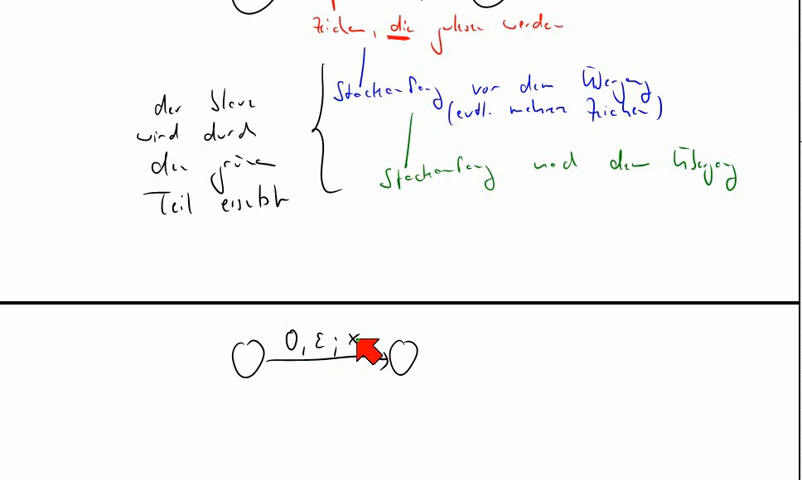 Zeichen, die gelesen werden
Stackanfang vor dem Übergang
(evtl. mehrere Zeichen)
der blaue
wird durch
den grünen
Teil ersetzt
Stackanfang nach dem Übergang
0, ε ; x